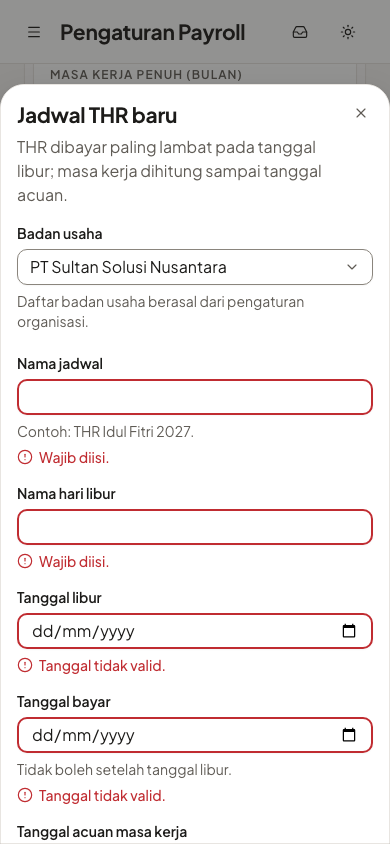 Pengaturan Payroll
MASA KERJA PENUH (BULAN)
Jadwal THR baru
THR dibayar paling lambat pada tanggal
libur; masa kerja dihitung sampai tanggal
acuan.
Badan usaha
PT Sultan Solusi Nusantara
Daftar badan usaha berasal dari pengaturan
organisasi.
Nama jadwal
Contoh: THR Idul Fitri 2027.
Wajib diisi.
Nama hari libur
Wajib diisi.
Tanggal libur
dd/mm/yyyy
Tanggal tidak valid.
Tanggal bayar
dd/mm/yyyy
Tidak boleh setelah tanggal libur.
Tanggal tidak valid.
Tanggal acuan masa kerja